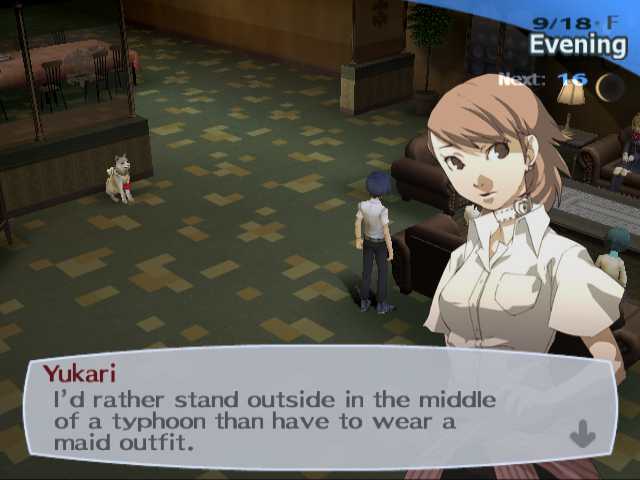 9/18・F
Evening
Next: 16
Yukari
I'd rather stand outside in the middle
of a typhoon than have to wear a
maid outfit.